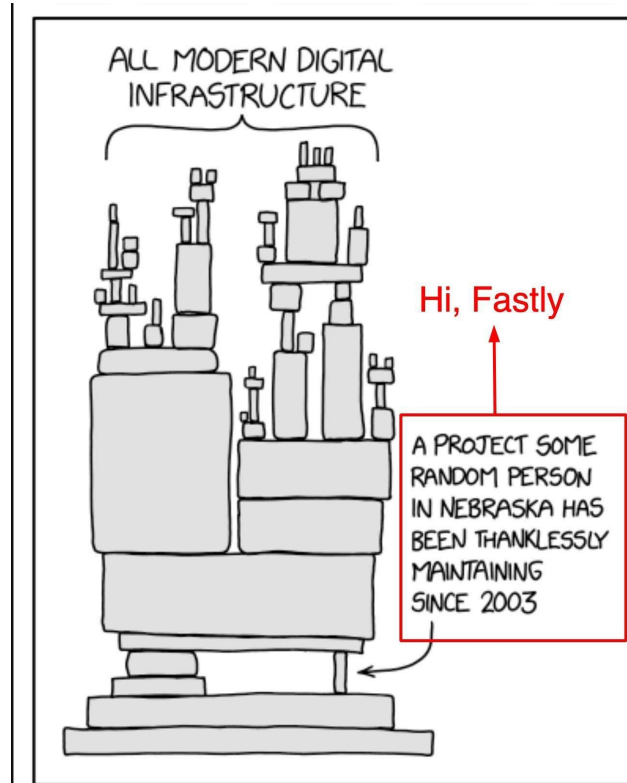 ALL MODERN DIGITAL
INFRASTRUCTURE
Hi, Fastly
A PROJECT SOME
RANDOM PERSON
IN NEBRASKA HAS
BEEN THANKLESSLY
MAINTAINING
SINCE 2003